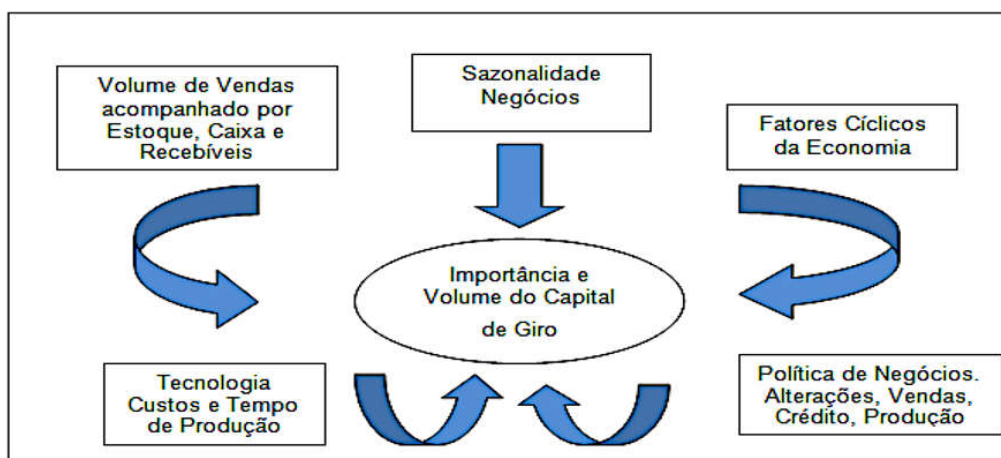 Volume de Vendas
acompanhado por
Estoque, Caixa e
Recebíveis
Sazonalidade
Negócios
Fatores Cíclicos
da Economia
Importância e
Volume do Capital
de Giro
Tecnologia
Custos e Tempo
de Produção
Política de Negócios.
Alterações, Vendas,
Crédito, Produção